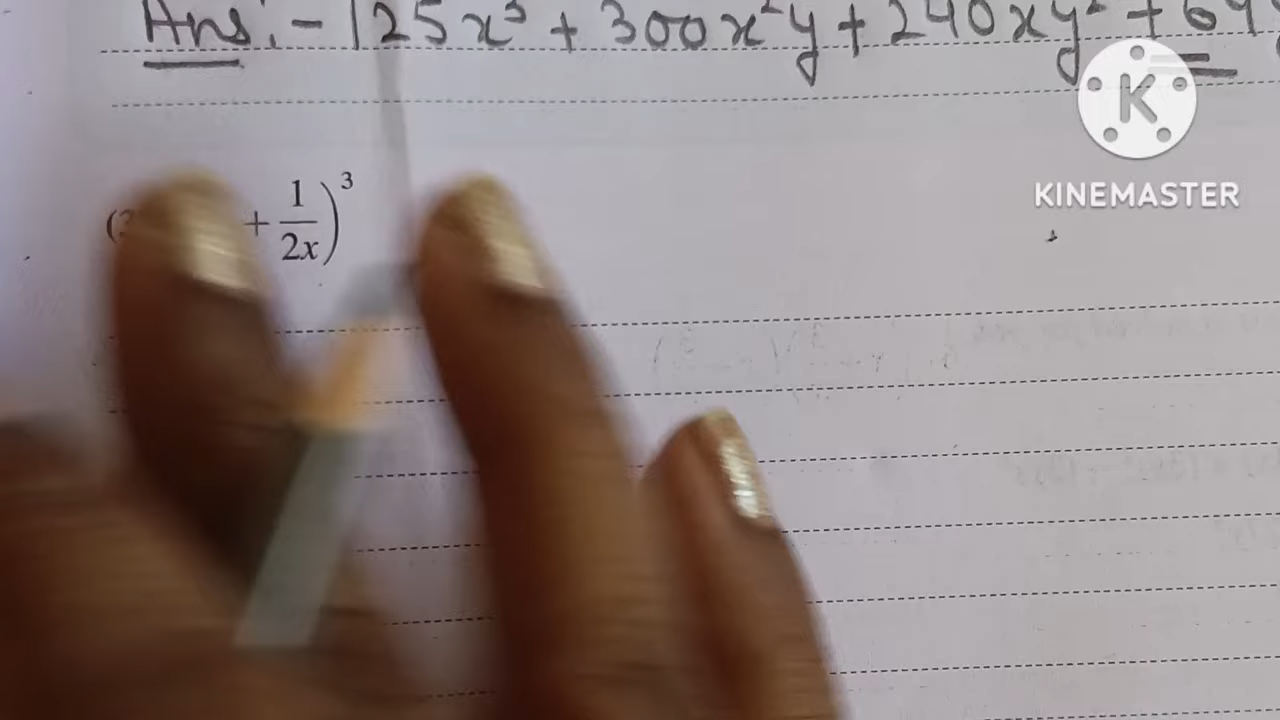 Ans:- 125x³ + 300x²y + 240xy² + 64
K
KINEMASTER
+ 1/2x)³